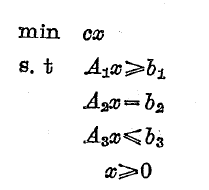 min cx
s. t A₁x⩾b₁
A₂x=b₂
A₃x⩽b₃
x⩾0